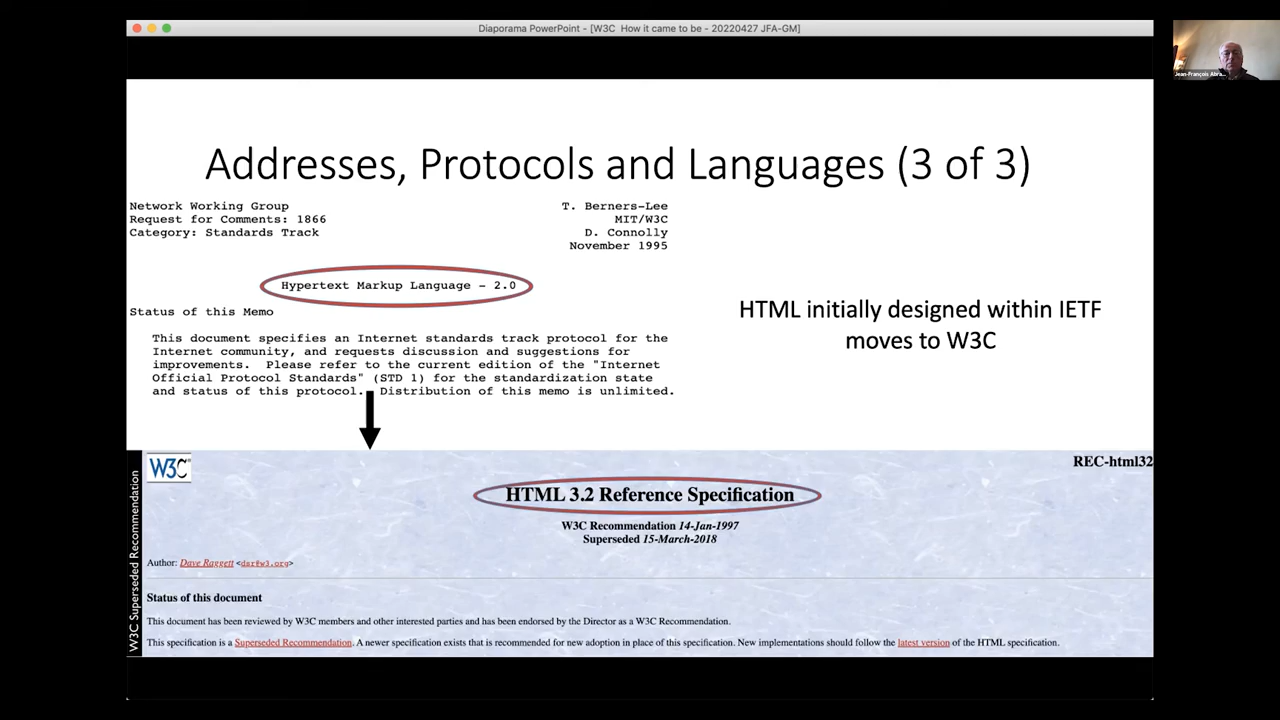 Diaporama PowerPoint - [W3C How it came to be - 20220427 JFA-GM]
Jean-François Abra...
Addresses, Protocols and Languages (3 of 3)
Network Working Group T. Berners-Lee
Request for Comments: 1866 MIT/W3C
Category: Standards Track D. Connolly
November 1995
Hypertext Markup Language - 2.0
Status of this Memo
This document specifies an Internet standards track protocol for the
Internet community, and requests discussion and suggestions for
improvements. Please refer to the current edition of the "Internet
Official Protocol Standards" (STD 1) for the standardization state
and status of this protocol. Distribution of this memo is unlimited.
HTML initially designed within IETF
moves to W3C
W3C Superseded Recommendation
W3C®
REC-html32
HTML 3.2 Reference Specification
W3C Recommendation 14-Jan-1997
Superseded 15-March-2018
Author: Dave Raggett <dsr@w3.org>
Status of this document
This document has been reviewed by W3C members and other interested parties and has been endorsed by the Director as a W3C Recommendation.
This specification is a Superseded Recommendation. A newer specification exists that is recommended for new adoption in place of this specification. New implementations should follow the latest version of the HTML specification.